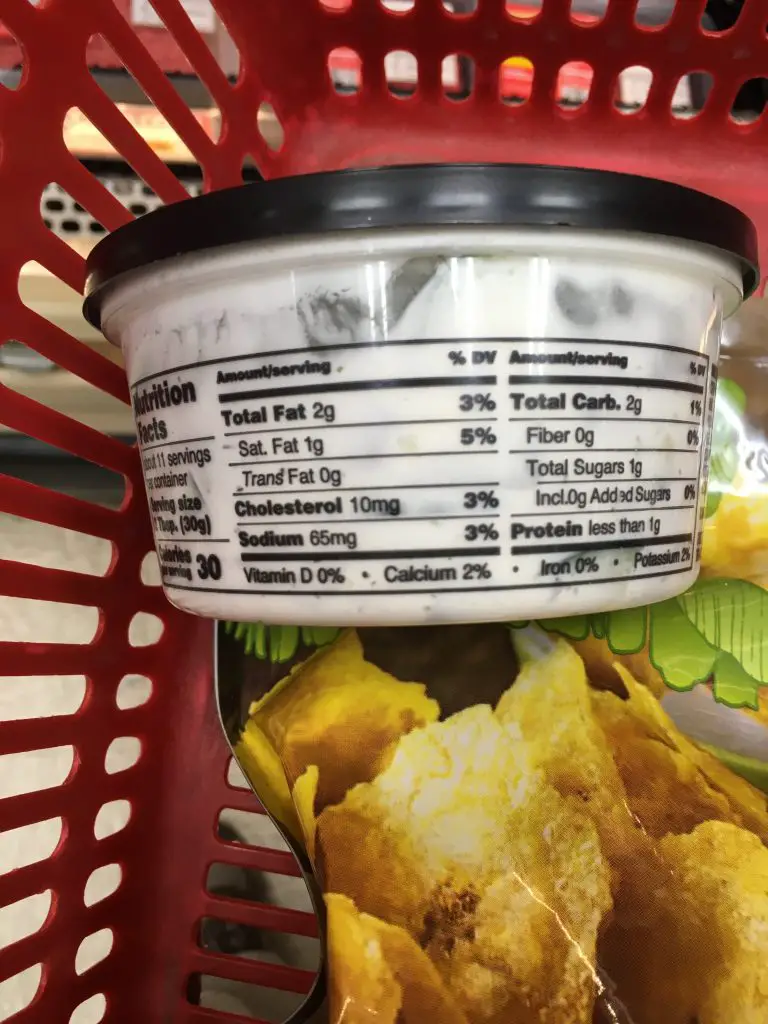 Nutrition
Facts
about 11 servings
per container
Serving size
Tbsp. (30g)
Calories
per serving 30
Amount/serving % DV
Total Fat 2g 3%
Sat. Fat 1g 5%
Trans Fat 0g
Cholesterol 10mg 3%
Sodium 65mg 3%
Amount/serving % DV
Total Carb. 2g 1%
Fiber 0g 0%
Total Sugars 1g
Incl.0g Added Sugars 0%
Protein less than 1g
Vitamin D 0% • Calcium 2% • Iron 0% • Potassium 2%